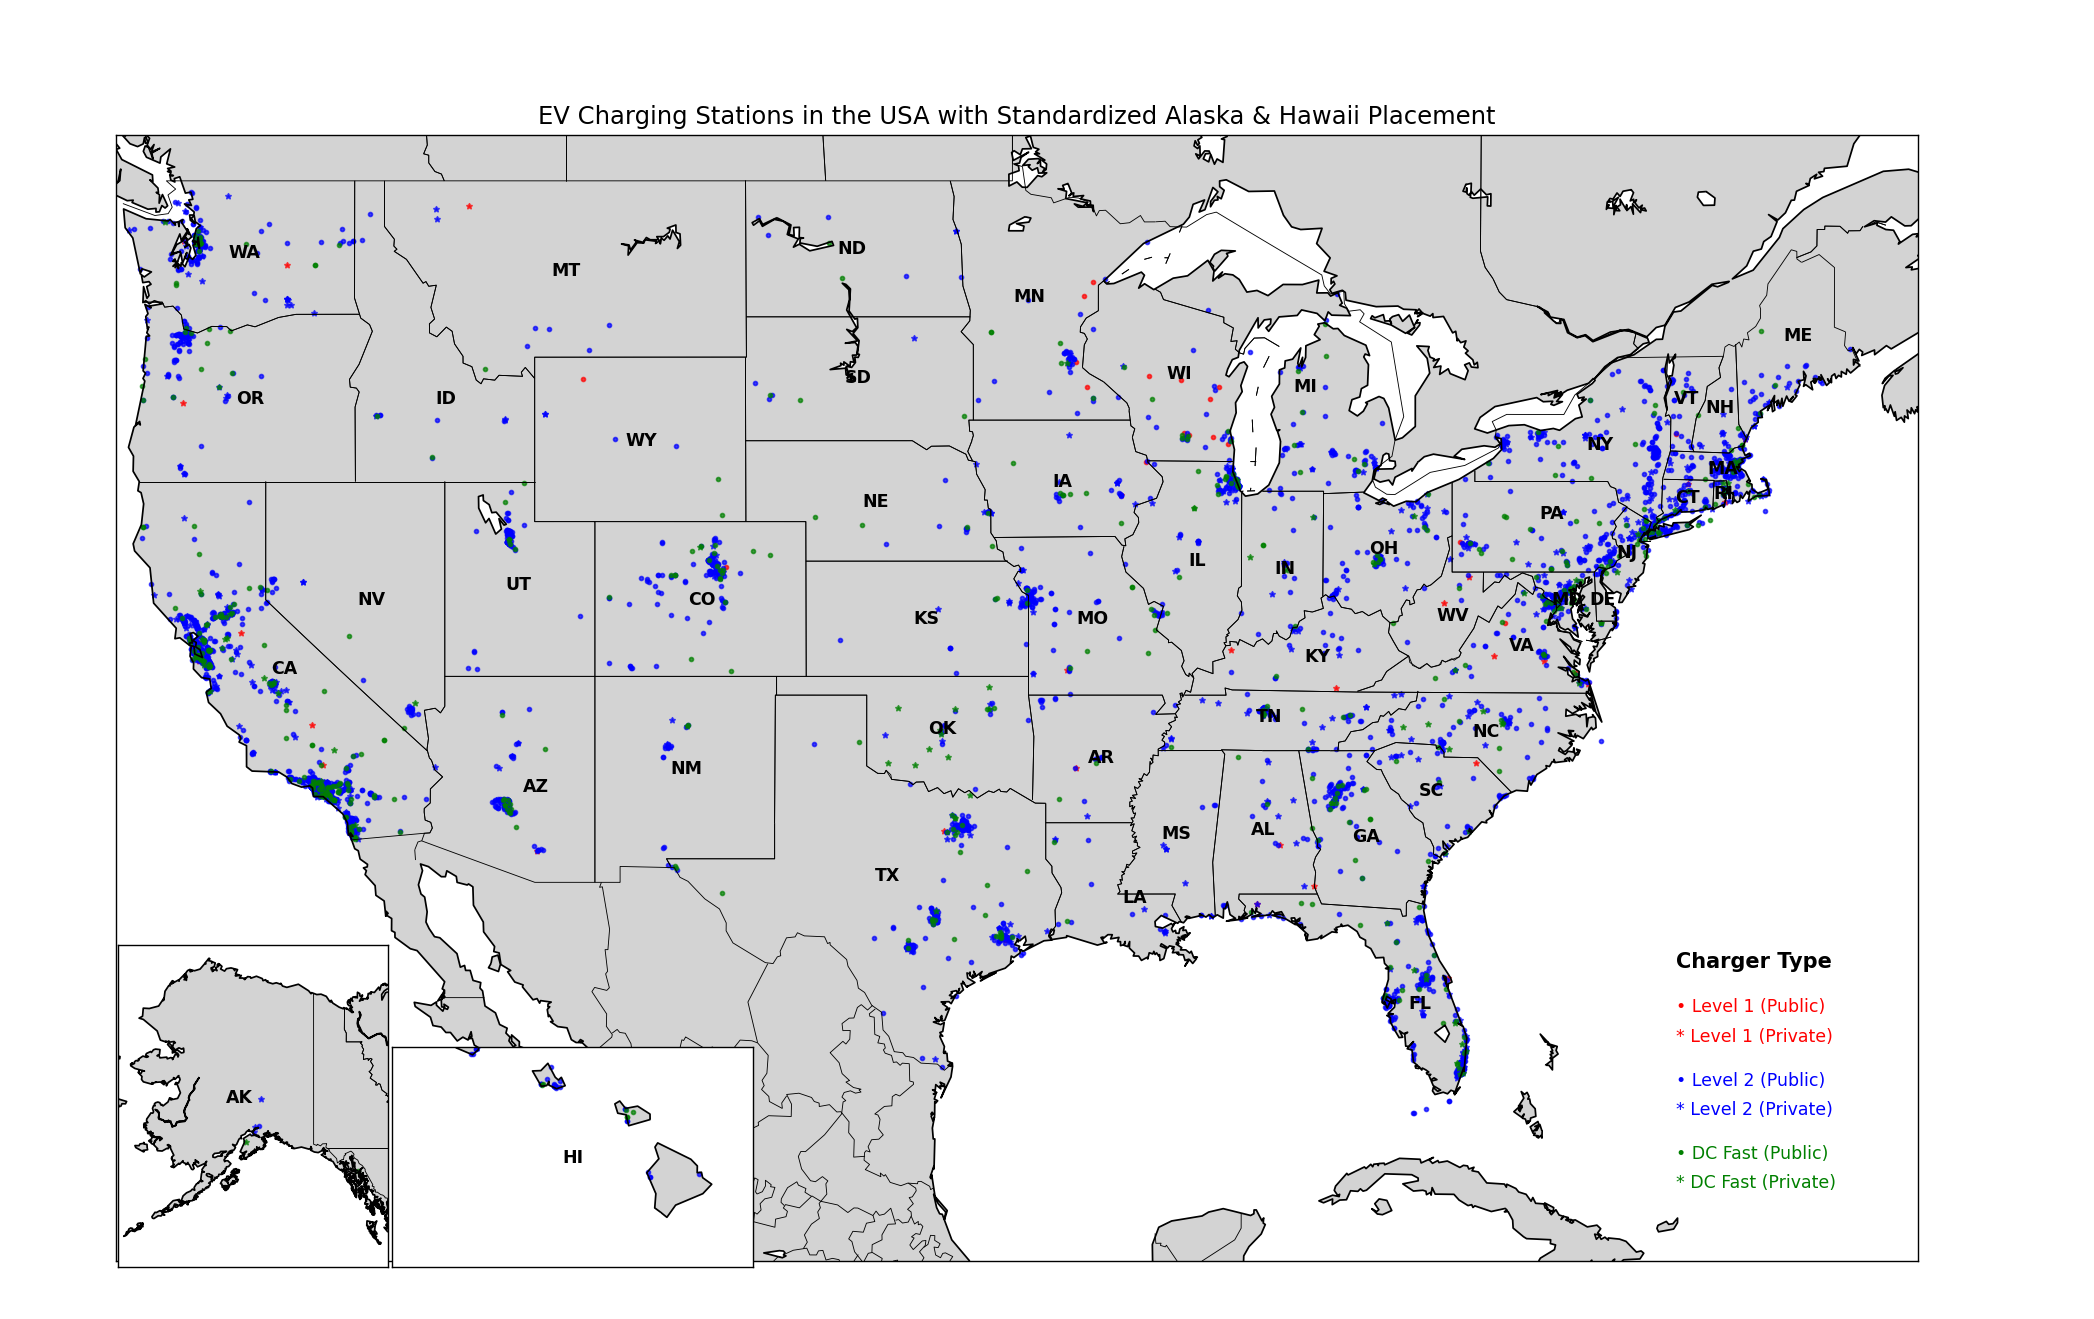 EV Charging Stations in the USA with Standardized Alaska & Hawaii Placement
WA
MT
ND
MN
ME
OR
ID
SD
WI
MI
VT
NH
WY
NY
MA
NE
IA
CT
RI
PA
NV
UT
CO
IL
IN
OH
NJ
KS
MO
WV
MD
DE
CA
KY
VA
OK
TN
NC
AZ
NM
AR
SC
MS
AL
GA
TX
LA
FL
AK
HI
Charger Type
• Level 1 (Public)
* Level 1 (Private)
• Level 2 (Public)
* Level 2 (Private)
• DC Fast (Public)
* DC Fast (Private)